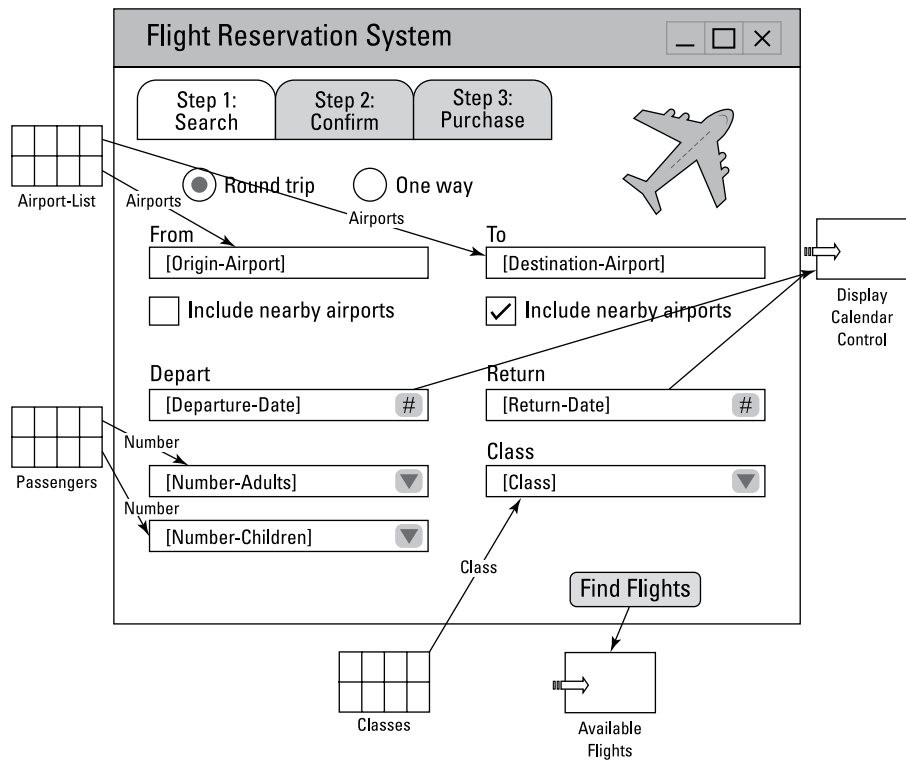 Flight Reservation System
Step 1:
Search
Step 2:
Confirm
Step 3:
Purchase
Airport-List
Round trip
One way
Airports
Airports
From
To
[Origin-Airport]
[Destination-Airport]
Include nearby airports
Include nearby airports
Display
Calendar
Control
Depart
Return
[Departure-Date]
#
[Return-Date]
#
Passengers
Number
Class
[Number-Adults]
[Class]
Number
[Number-Children]
Class
Find Flights
Classes
Available
Flights